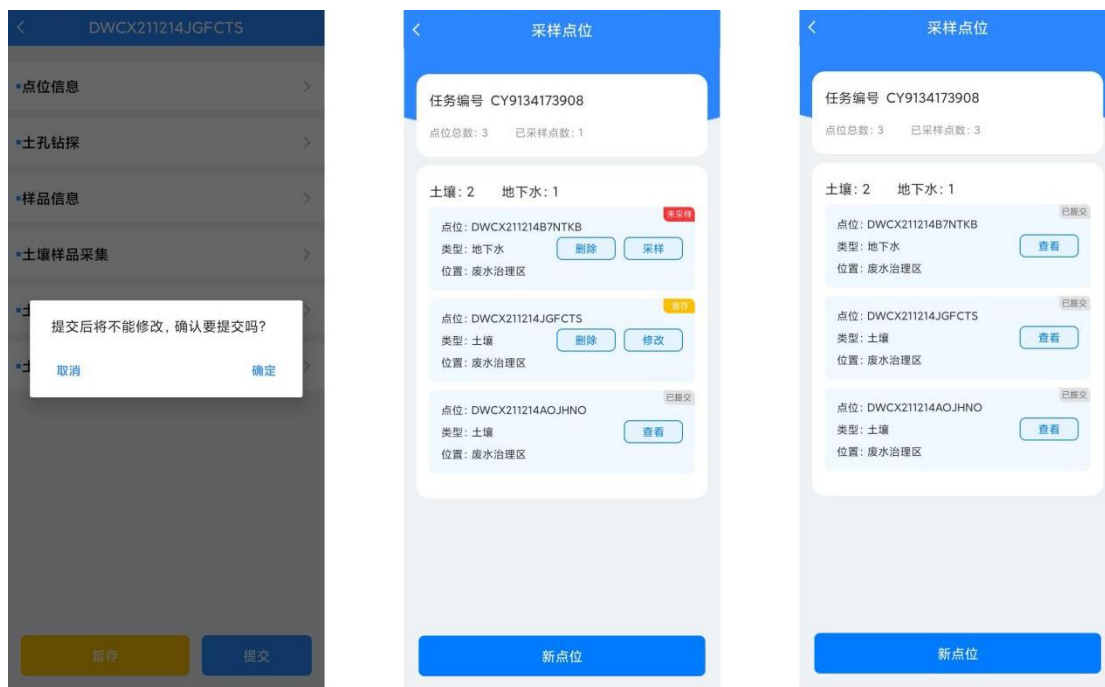 DWCX211214JGFCTS
点位信息
土孔钻探
样品信息
土壤样品采集
土
提交后将不能修改，确认要提交吗？
取消 确定
土
暂存 提交
采样点位
任务编号 CY9134173908
点位总数：3 已采样点数：1
土壤：2 地下水：1
未采样
点位：DWCX211214B7NTKB
类型：地下水 删除 采样
位置：废水治理区
暂存
点位：DWCX211214JGFCTS
类型：土壤 删除 修改
位置：废水治理区
已提交
点位：DWCX211214AOJHNO
类型：土壤 查看
位置：废水治理区
新点位
采样点位
任务编号 CY9134173908
点位总数：3 已采样点数：3
土壤：2 地下水：1
已提交
点位：DWCX211214B7NTKB
类型：地下水 查看
位置：废水治理区
已提交
点位：DWCX211214JGFCTS
类型：土壤 查看
位置：废水治理区
已提交
点位：DWCX211214AOJHNO
类型：土壤 查看
位置：废水治理区
新点位